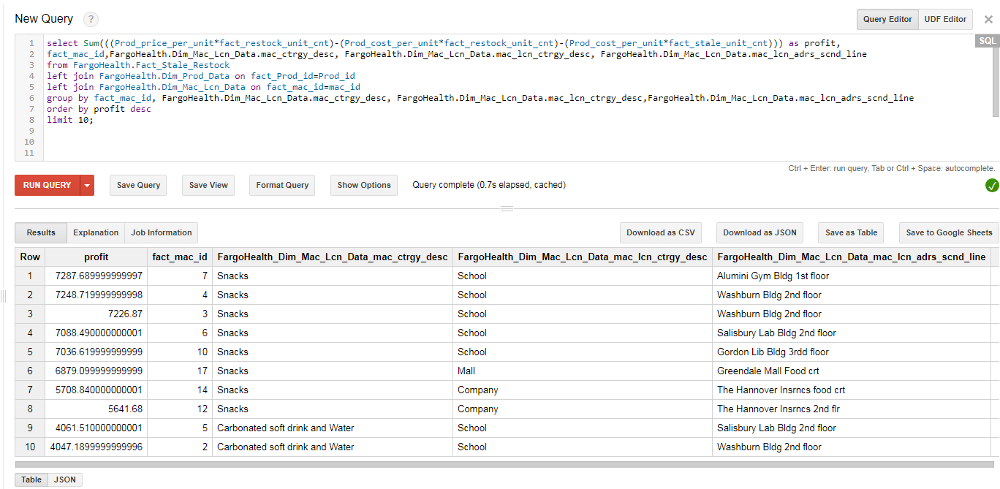 New Query ?
Query Editor UDF Editor ×
SQL
1 select Sum(((Prod_price_per_unit*fact_restock_unit_cnt)-(Prod_cost_per_unit*fact_restock_unit_cnt)-(Prod_cost_per_unit*fact_stale_unit_cnt))) as profit,
2 fact_mac_id,FargoHealth.Dim_Mac_Lcn_Data.mac_ctrgy_desc, FargoHealth.Dim_Mac_Lcn_Data.mac_lcn_ctrgy_desc, FargoHealth.Dim_Mac_Lcn_Data.mac_lcn_adrs_scnd_line
3 from FargoHealth.Fact_Stale_Restock
4 left join FargoHealth.Dim_Prod_Data on fact_Prod_id=Prod_id
5 left join FargoHealth.Dim_Mac_Lcn_Data on fact_mac_id=mac_id
6 group by fact_mac_id, FargoHealth.Dim_Mac_Lcn_Data.mac_ctrgy_desc, FargoHealth.Dim_Mac_Lcn_Data.mac_lcn_ctrgy_desc,FargoHealth.Dim_Mac_Lcn_Data.mac_lcn_adrs_scnd_line
7 order by profit desc
8 limit 10;
9
10
11
Ctrl + Enter: run query, Tab or Ctrl + Space: autocomplete.
RUN QUERY Save Query Save View Format Query Show Options Query complete (0.7s elapsed, cached)
Results Explanation Job Information Download as CSV Download as JSON Save as Table Save to Google Sheets
Row profit fact_mac_id FargoHealth_Dim_Mac_Lcn_Data_mac_ctrgy_desc FargoHealth_Dim_Mac_Lcn_Data_mac_lcn_ctrgy_desc FargoHealth_Dim_Mac_Lcn_Data_mac_lcn_adrs_scnd_line
1 7287.689999999997 7 Snacks School Alumini Gym Bldg 1st floor
2 7248.719999999998 4 Snacks School Washburn Bldg 2nd floor
3 7226.87 3 Snacks School Washburn Bldg 2nd floor
4 7088.490000000001 6 Snacks School Salisbury Lab Bldg 2nd floor
5 7036.619999999999 10 Snacks School Gordon Lib Bldg 3rdd floor
6 6879.099999999999 17 Snacks Mall Greendale Mall Food crt
7 5708.840000000001 14 Snacks Company The Hannover Insrncs food crt
8 5641.68 12 Snacks Company The Hannover Insrncs 2nd flr
9 4061.510000000001 5 Carbonated soft drink and Water School Salisbury Lab Bldg 2nd floor
10 4047.1899999999996 2 Carbonated soft drink and Water School Washburn Bldg 2nd floor
Table JSON